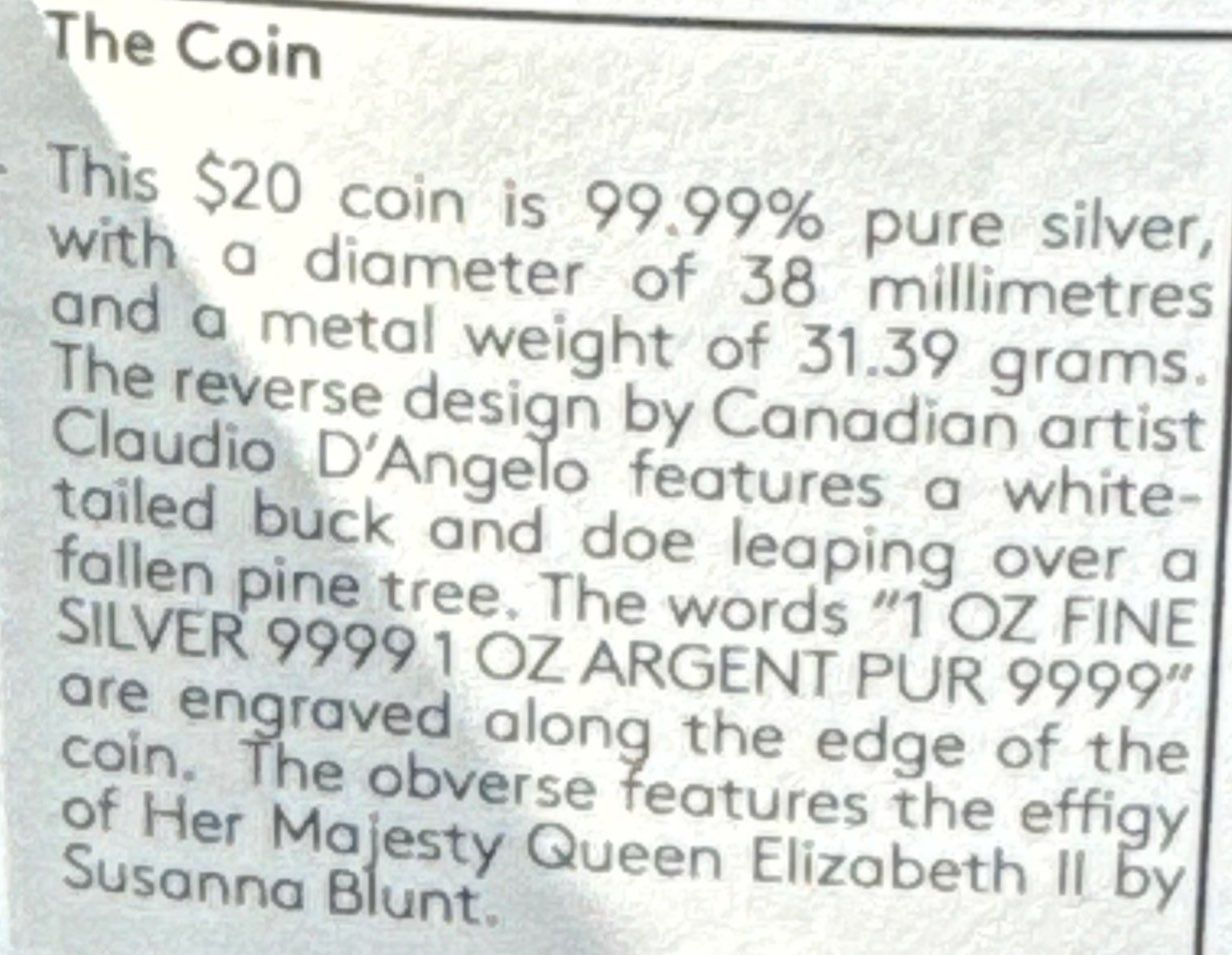 The Coin
This $20 coin is 99.99% pure silver,
with a diameter of 38 millimetres
and a metal weight of 31.39 grams.
The reverse design by Canadian artist
Claudio D'Angelo features a white-
tailed buck and doe leaping over a
fallen pine tree. The words "1 OZ FINE
SILVER 9999 1 OZ ARGENT PUR 9999"
are engraved along the edge of the
coin. The obverse features the effigy
of Her Majesty Queen Elizabeth II by
Susanna Blunt.